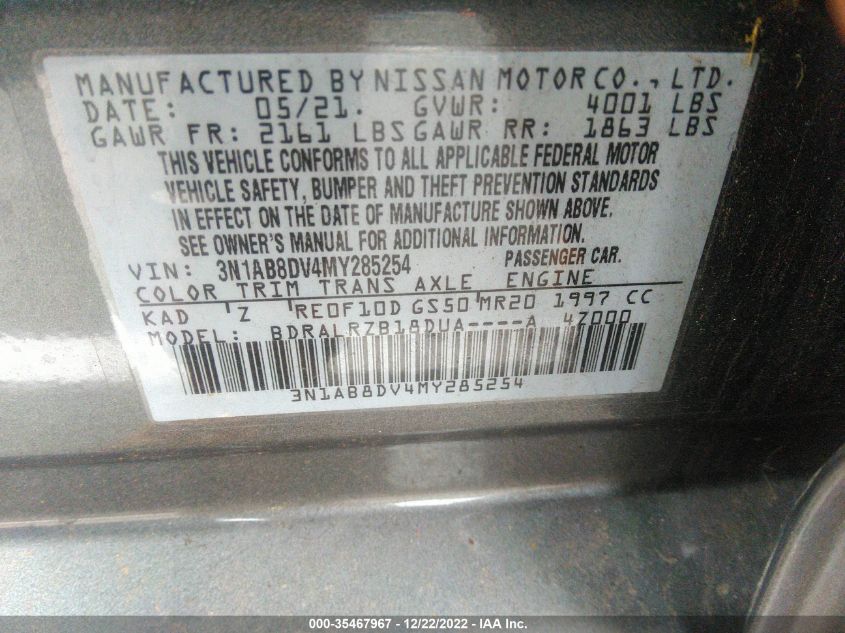 MANUFACTURED BY NISSAN MOTOR CO., LTD.
DATE: 05/21. GVWR: 4001 LBS
GAWR FR: 2161 LBS GAWR RR: 1863 LBS
THIS VEHICLE CONFORMS TO ALL APPLICABLE FEDERAL MOTOR
VEHICLE SAFETY, BUMPER AND THEFT PREVENTION STANDARDS
IN EFFECT ON THE DATE OF MANUFACTURE SHOWN ABOVE.
SEE OWNER'S MANUAL FOR ADDITIONAL INFORMATION.
VIN: 3N1AB8DV4MY285254 PASSENGER CAR.
COLOR TRIM TRANS AXLE ENGINE
KAD Z RE0F10D GS50 MR20 1997 CC
MODEL: BDRALRZB18DUA----A 4Z000
3N1AB8DV4MY285254
000-35467967 - 12/22/2022 - IAA Inc.